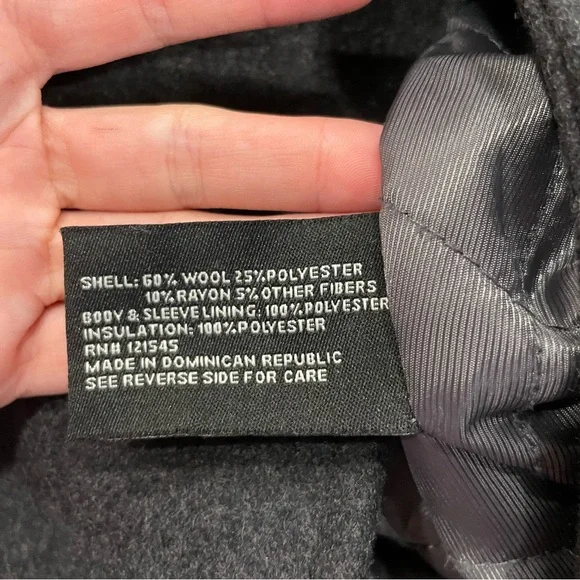 SHELL: 60% WOOL 25% POLYESTER
10% RAYON 5% OTHER FIBERS
BODY & SLEEVE LINING: 100% POLYESTER
INSULATION: 100% POLYESTER
RN# 121545
MADE IN DOMINICAN REPUBLIC
SEE REVERSE SIDE FOR CARE